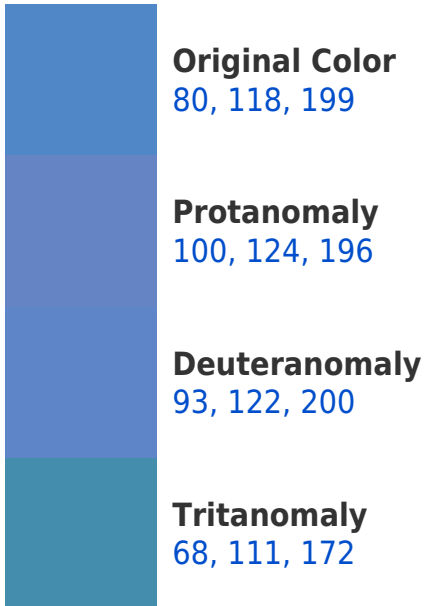 Original Color
80, 118, 199
Protanomaly
100, 124, 196
Deuteranomaly
93, 122, 200
Tritanomaly
68, 111, 172